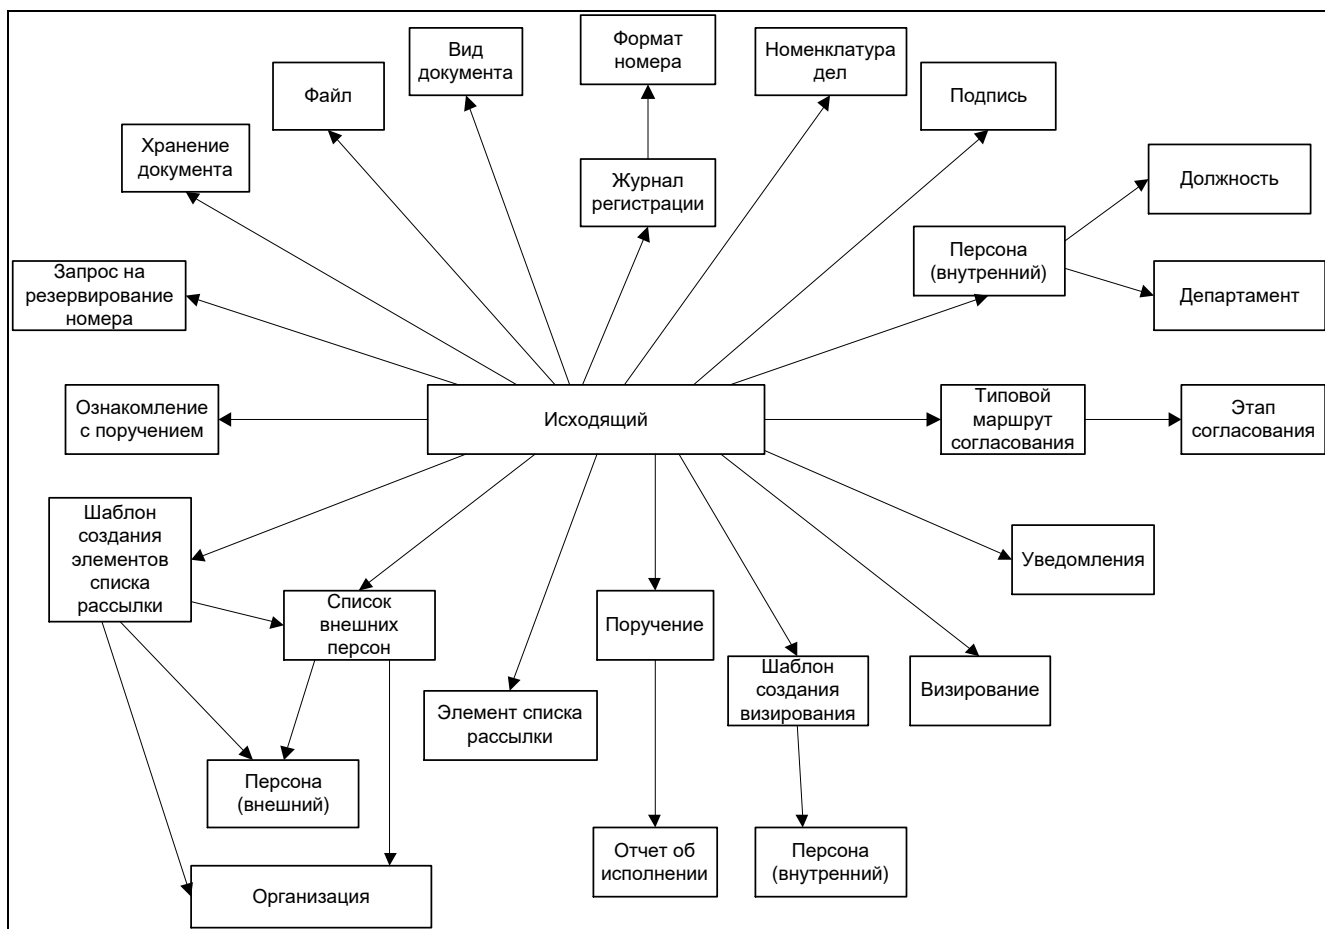 Формат
номера
Номенклатура
дел
Вид
документа
Файл
Подпись
Хранение
документа
Журнал
регистрации
Должность
Персона
(внутренний)
Запрос на
резервирование
номера
Департамент
Ознакомление
с поручением
Исходящий
Типовой
маршрут
согласования
Этап
согласования
Шаблон
создания
элементов
списка
рассылки
Уведомления
Список
внешних
персон
Поручение
Шаблон
создания
визирования
Визирование
Элемент списка
рассылки
Персона
(внешний)
Отчет об
исполнении
Персона
(внутренний)
Организация